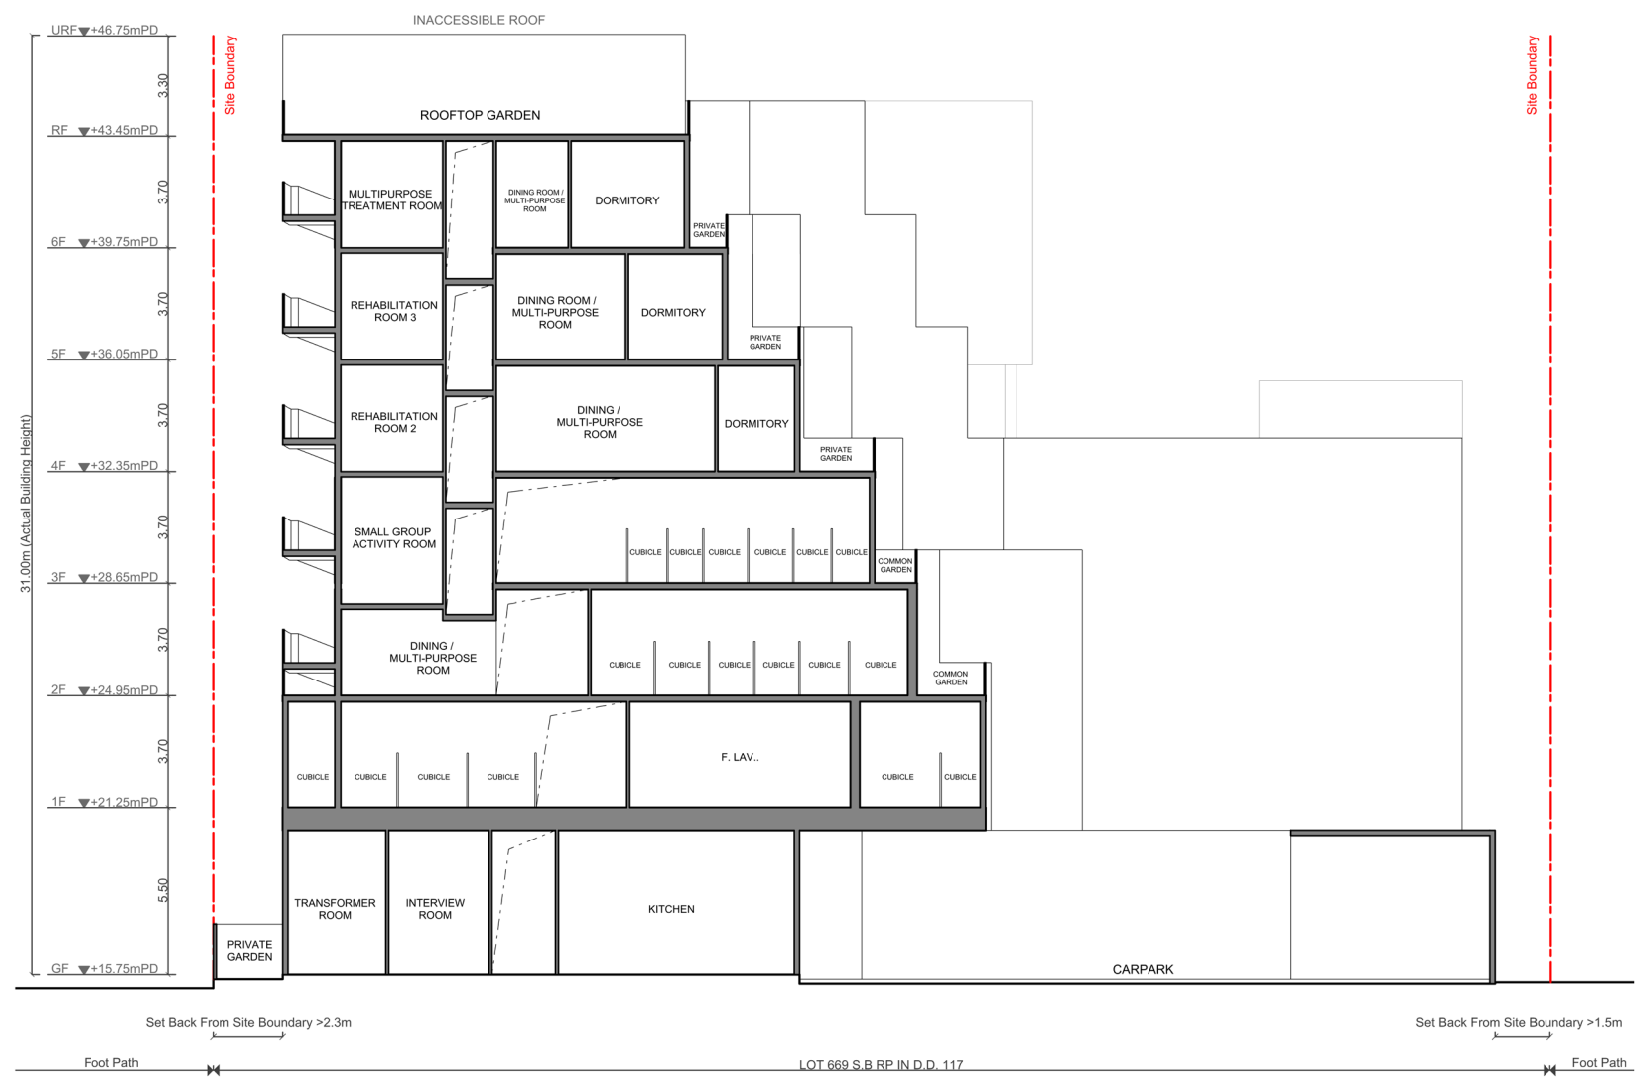 INACCESSIBLE ROOF
URF +46.75mPD
Site Boundary
Site Boundary
3.30
ROOFTOP GARDEN
RF +43.45mPD
3.70
MULTIPURPOSE
TREATMENT ROOM
DINING ROOM /
MULTI-PURPOSE
ROOM
DORMITORY
PRIVATE
GARDEN
6F +39.75mPD
3.70
REHABILITATION
ROOM 3
DINING ROOM /
MULTI-PURPOSE
ROOM
DORMITORY
PRIVATE
GARDEN
5F +36.05mPD
3.70
REHABILITATION
ROOM 2
DINING /
MULTI-PURPOSE
ROOM
DORMITORY
PRIVATE
GARDEN
4F +32.35mPD
31.00m (Actual Building Height)
3.70
SMALL GROUP
ACTIVITY ROOM
CUBICLE CUBICLE CUBICLE CUBICLE CUBICLE CUBICLE
COMMON
GARDEN
3F +28.65mPD
3.70
DINING /
MULTI-PURPOSE
ROOM
CUBICLE CUBICLE CUBICLE CUBICLE CUBICLE CUBICLE
COMMON
GARDEN
2F +24.95mPD
3.70
F. LAV..
CUBICLE CUBICLE CUBICLE CUBICLE CUBICLE CUBICLE
1F +21.25mPD
5.50
TRANSFORMER
ROOM
INTERVIEW
ROOM
KITCHEN
PRIVATE
GARDEN
GF +15.75mPD
CARPARK
Set Back From Site Boundary >2.3m
Set Back From Site Boundary >1.5m
Foot Path
LOT 669 S.B RP IN D.D. 117
Foot Path